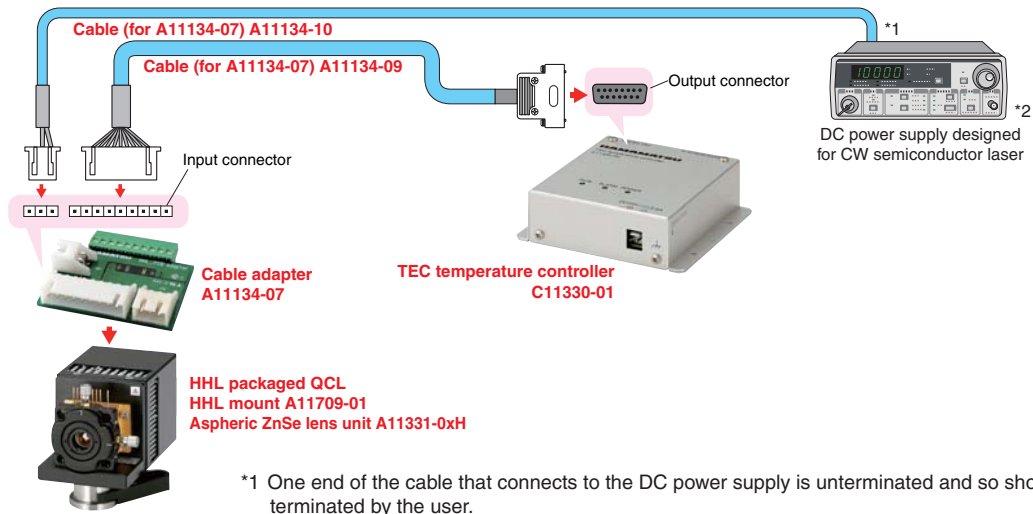 Cable (for A11134-07) A11134-10
*1
Cable (for A11134-07) A11134-09
Output connector
10000
*2
DC power supply designed
for CW semiconductor laser
Input connector
HAMAMATSU
Cable adapter
A11134-07
TEC temperature controller
C11330-01
HHL packaged QCL
HHL mount A11709-01
Aspheric ZnSe lens unit A11331-0xH
*1 One end of the cable that connects to the DC power supply is unterminated and so sho
terminated by the user.